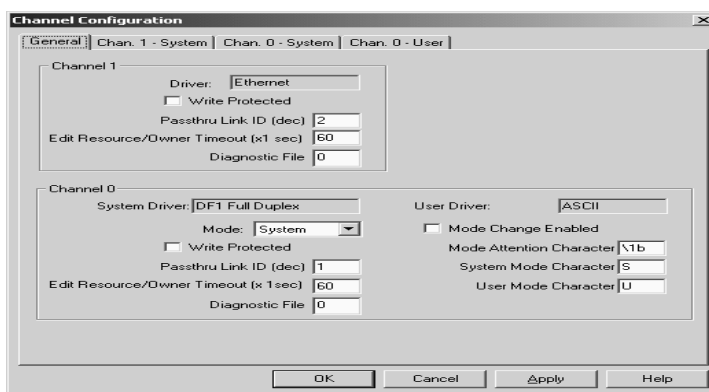 Channel Configuration
General Chan. 1 - System Chan. 0 - System Chan. 0 - User
Channel 1
Driver: Ethernet
Write Protected
Passthru Link ID (dec) 2
Edit Resource/Owner Timeout (x1 sec) 60
Diagnostic File 0
Channel 0
System Driver: DF1 Full Duplex
Mode: System
Write Protected
Passthru Link ID (dec) 1
Edit Resource/Owner Timeout (x 1sec) 60
Diagnostic File 0
User Driver: ASCII
Mode Change Enabled
Mode Attention Character \1b
System Mode Character S
User Mode Character U
OK Cancel Apply Help